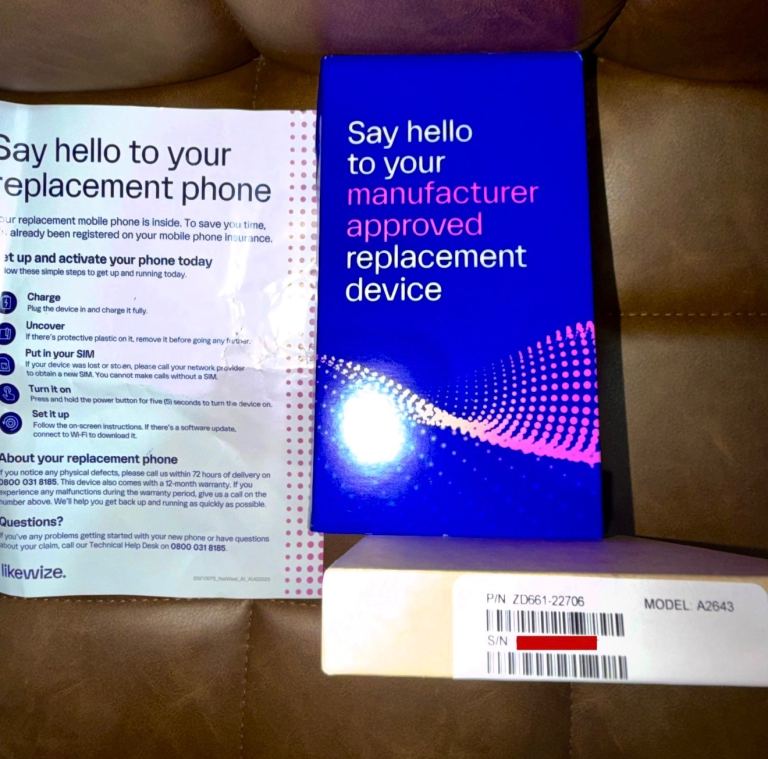 Say hello to your
replacement phone
our replacement mobile phone is inside. To save you time,
already been registered on your mobile phone insurance.
et up and activate your phone today
low these simple steps to get up and running today.
Charge
Plug the device in and charge it fully.
Uncover
If there's protective plastic on it, remove it before going any further.
Put in your SIM
If your device was lost or stolen, please call your network provider
to obtain a new SIM. You cannot make calls without a SIM.
Turn it on
Press and hold the power button for five (5) seconds to turn the device on.
Set it up
Follow the on-screen instructions. If there's a software update,
connect to Wi-Fi to download it.
About your replacement phone
If you notice any physical defects, please call us within 72 hours of delivery on
0800 031 8185. This device also comes with a 12-month warranty. If you
experience any malfunctions during the warranty period, give us a call on the
number above. We'll help you get back up and running as quickly as possible.
Questions?
If you've any problems getting started with your new phone or have questions
about your claim, call our Technical Help Desk on 0800 031 8185.
likewize.
Say hello
to your
manufacturer
approved
replacement
device
P/N ZD661-22706
MODEL: A2643
S/N